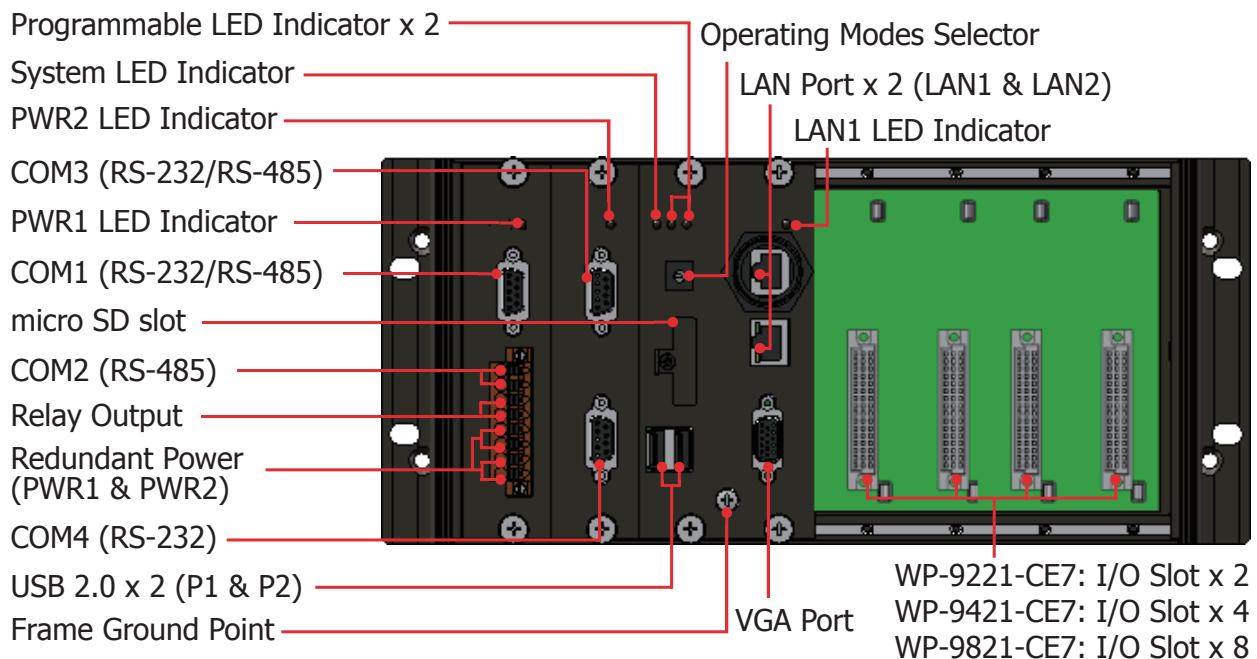 Programmable LED Indicator x 2
System LED Indicator
PWR2 LED Indicator
COM3 (RS-232/RS-485)
PWR1 LED Indicator
COM1 (RS-232/RS-485)
micro SD slot
COM2 (RS-485)
Relay Output
Redundant Power
(PWR1 & PWR2)
COM4 (RS-232)
USB 2.0 x 2 (P1 & P2)
Frame Ground Point
Operating Modes Selector
LAN Port x 2 (LAN1 & LAN2)
LAN1 LED Indicator
VGA Port
WP-9221-CE7: I/O Slot x 2
WP-9421-CE7: I/O Slot x 4
WP-9821-CE7: I/O Slot x 8